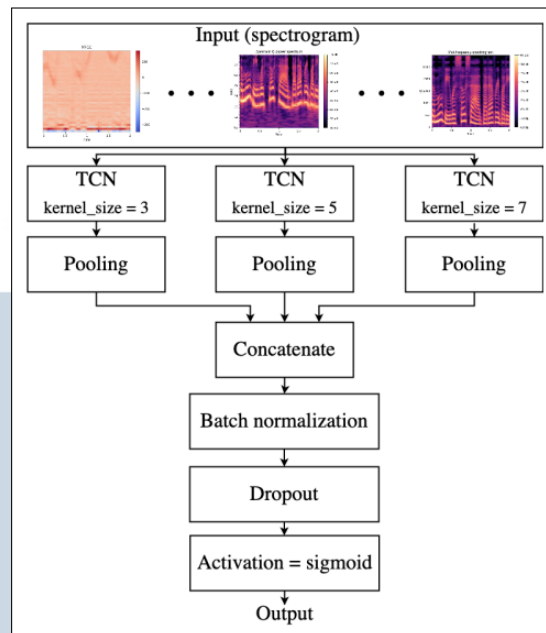 Input (spectrogram)
TCN
kernel_size = 3
TCN
kernel_size = 5
TCN
kernel_size = 7
Pooling
Pooling
Pooling
Concatenate
Batch normalization
Dropout
Activation = sigmoid
Output